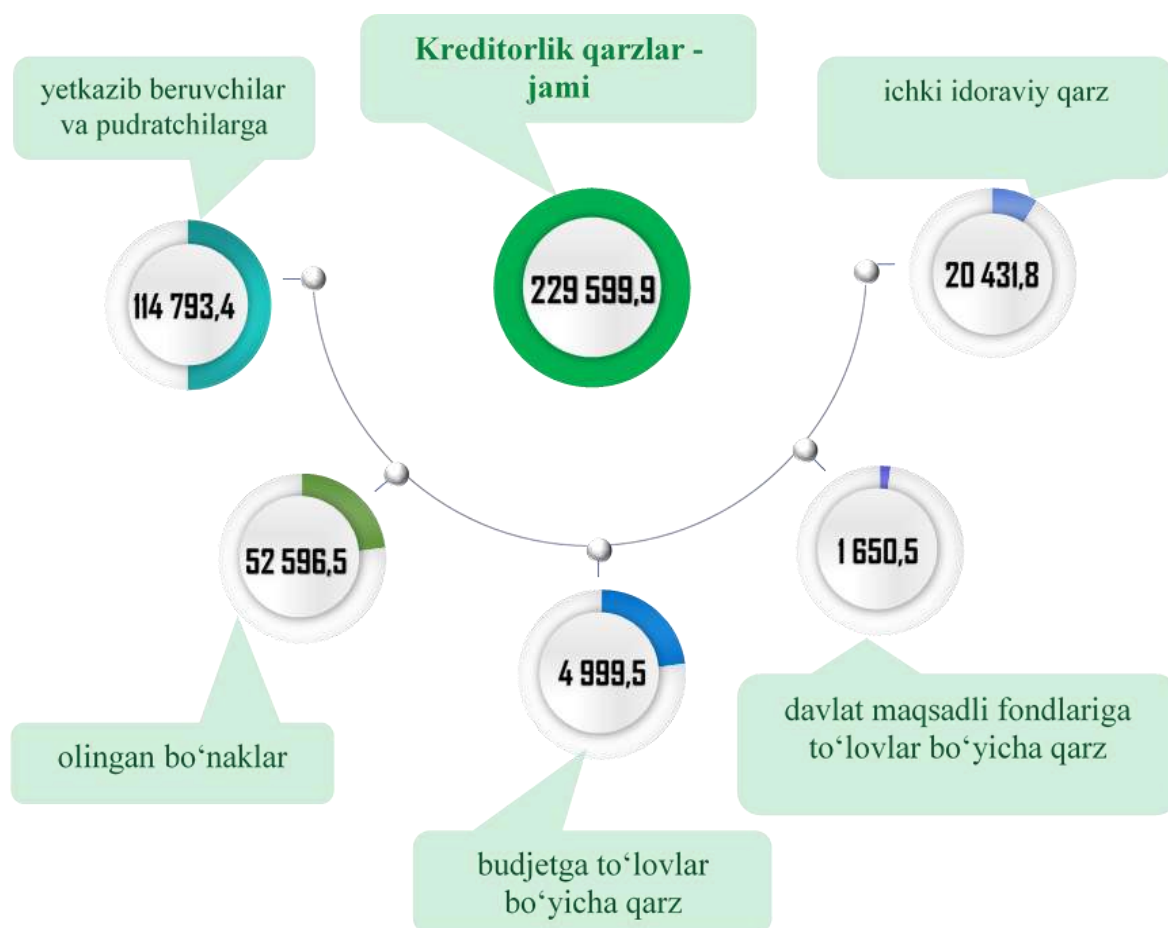 Kreditorlik qarzlar -
jami
229 599,9
yetkazib beruvchilar
va pudratchilarga
114 793,4
ichki idoraviy qarz
20 431,8
52 596,5
olingan bo‘naklar
4 999,5
budjetga to‘lovlar
bo‘yicha qarz
1 650,5
davlat maqsadli fondlariga
to‘lovlar bo‘yicha qarz